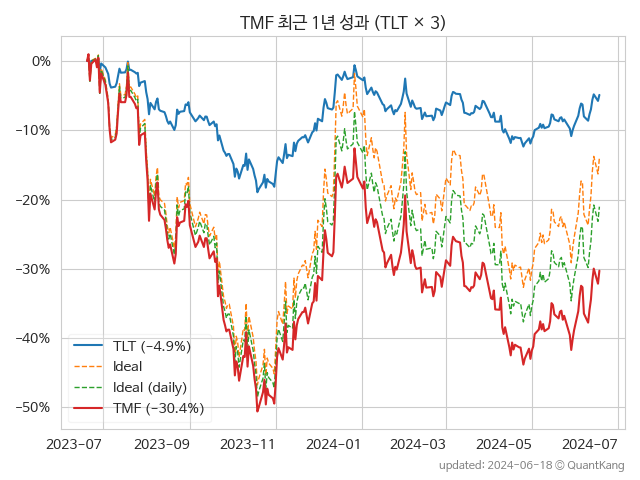 TMF 최근 1년 성과 (TLT × 3)
0%
−10%
−20%
−30%
−40%
−50%
TLT (−4.9%)
Ideal
Ideal (daily)
TMF (−30.4%)
2023-07 2023-09 2023-11 2024-01 2024-03 2024-05 2024-07
updated: 2024-06-18 © QuantKang